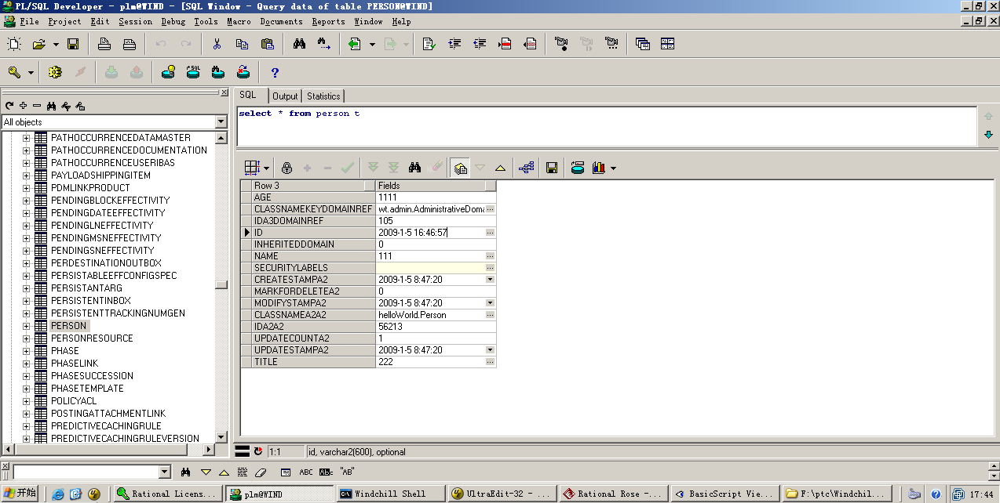 PL/SQL Developer - plm@WIND - [SQL Window - Query data of table PERSON@WIND]
File Project Edit Session Debug Tools Macro Documents Reports Window Help
SQL Output Statistics
All objects
select * from person t
PATHOCCURRENCEDATAMASTER
PATHOCCURRENCEDOCUMENTATION
PATHOCCURRENCEUSERIBAS
PAYLOADSHIPPINGITEM
PDMLINKPRODUCT
PENDINGBLOCKEFFECTIVITY
PENDINGDATEEFFECTIVITY
PENDINGLNEFFECTIVITY
PENDINGMSNEFFECTIVITY
PENDINGSNEFFECTIVITY
PERDESTINATIONOUTBOX
PERSISTABLEEFFCONFIGSPEC
PERSISTANTARG
PERSISTENTINBOX
PERSISTENTTRACKINGNUMGEN
PERSON
PERSONRESOURCE
PHASE
PHASELINK
PHASESUCCESSION
PHASETEMPLATE
POLICYACL
POSTINGATTACHMENTLINK
PREDICTIVECACHINGRULE
PREDICTIVECACHINGRULEVERSION
Row 3 Fields
AGE 1111
CLASSNAMEKEYDOMAINREF wt.admin.AdministrativeDoma ...
IDA3DOMAINREF 105
ID 2009-1-5 16:46:57 ...
INHERITEDDOMAIN 0
NAME 111 ...
SECURITYLABELS ...
CREATESTAMPA2 2009-1-5 8:47:20
MARKFORDELETEA2 0
MODIFYSTAMPA2 2009-1-5 8:47:20
CLASSNAMEA2A2 helloWorld.Person ...
IDA2A2 56213
UPDATECOUNTA2 1
UPDATESTAMPA2 2009-1-5 8:47:20
TITLE 222 ...
1:1 id, varchar2(600), optional
ABC "AB"
开始 Rational Licens... plm@WIND Windchill Shell UltraEdit-32 - ... Rational Rose -... BasicScript Vie... F:\ptc\Windchil... 17:44